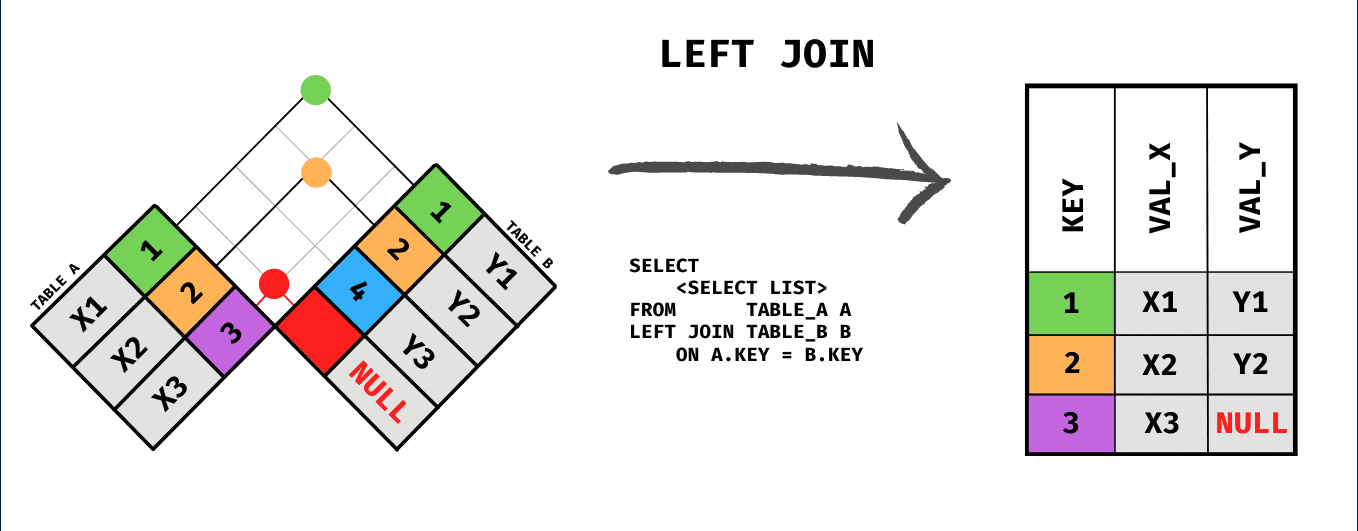 LEFT JOIN
TABLE A
1
X1
2
X2
3
X3
TABLE B
1
Y1
2
Y2
4
Y3
NULL
SELECT
<SELECT LIST>
FROM TABLE_A A
LEFT JOIN TABLE_B B
ON A.KEY = B.KEY
KEY VAL_X VAL_Y
1 X1 Y1
2 X2 Y2
3 X3 NULL